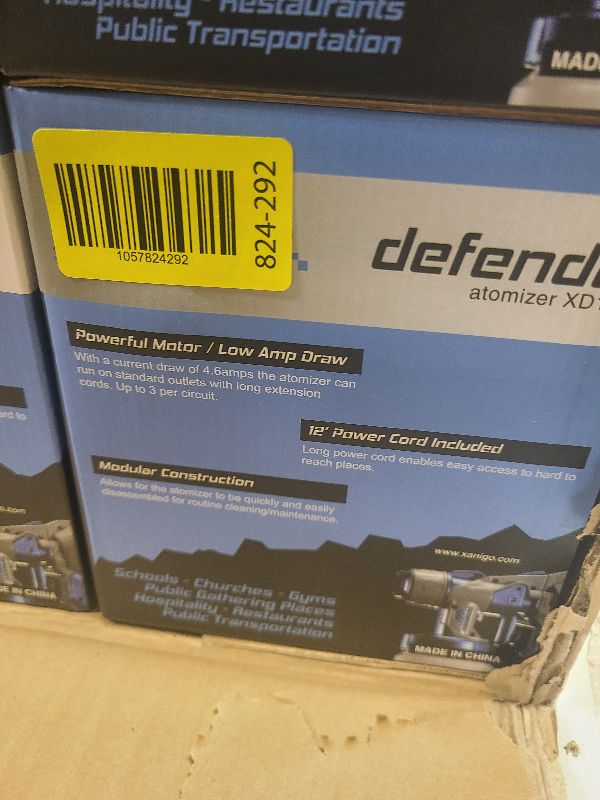 Hospitality - Restaurants
Public Transportation
1057824292
824-292
atomizer
Powerful Motor / Low Amp Draw
With a current draw of 4.6amps the atomizer can
run on standard outlets with long extension
cords. Up to 3 per circuit.
12' Power Cord Included
Long power cord enables easy access to hard to
reach places.
Modular Construction
Allows for the atomizer to be quickly and easily
disassembled for routine cleaning/maintenance.
www.xanigo.com
Schools - Churches - Gyms
Public Gathering Places
Hospitality - Restaurants
Public Transportation
MADE IN CHINA